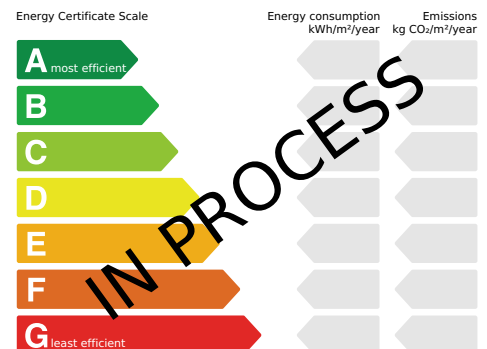 Energy Certificate Scale
Energy consumption
kWh/m²/year
Emissions
kg CO₂/m²/year
A most efficient
B
C
D
E
F
G least efficient
IN PROCESS